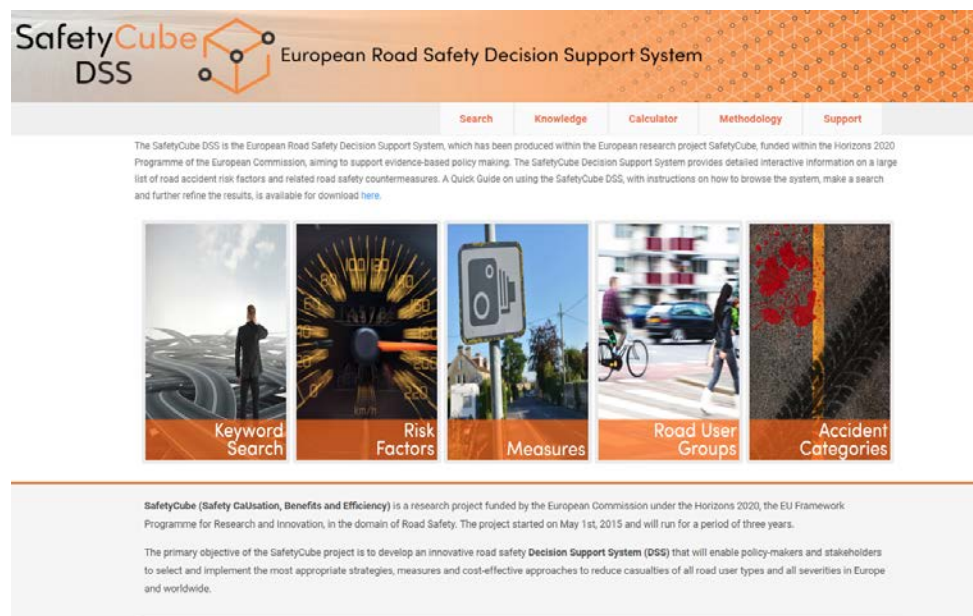 SafetyCube
DSS
European Road Safety Decision Support System
Search Knowledge Calculator Methodology Support
The SafetyCube DSS is the European Road Safety Decision Support System, which has been produced within the European research project SafetyCube, funded within the Horizons 2020
Programme of the European Commission, aiming to support evidence-based policy making. The SafetyCube Decision Support System provides detailed interactive information on a large
list of road accident risk factors and related road safety countermeasures. A Quick Guide on using the SafetyCube DSS, with instructions on how to browse the system, make a search
and further refine the results, is available for download here.
Keyword
Search
Risk
Factors
Measures
Road User
Groups
Accident
Categories
km/h
SafetyCube (Safety CaUsation, Benefits and Efficiency) is a research project funded by the European Commission under the Horizons 2020, the EU Framework
Programme for Research and Innovation, in the domain of Road Safety. The project started on May 1st, 2015 and will run for a period of three years.
The primary objective of the SafetyCube project is to develop an innovative road safety Decision Support System (DSS) that will enable policy-makers and stakeholders
to select and implement the most appropriate strategies, measures and cost-effective approaches to reduce casualties of all road user types and all severities in Europe
and worldwide.